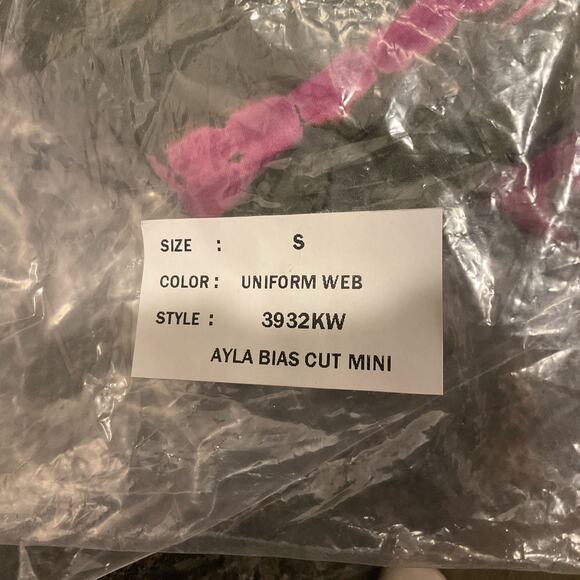 SIZE : S
COLOR : UNIFORM WEB
STYLE : 3932KW
AYLA BIAS CUT MINI